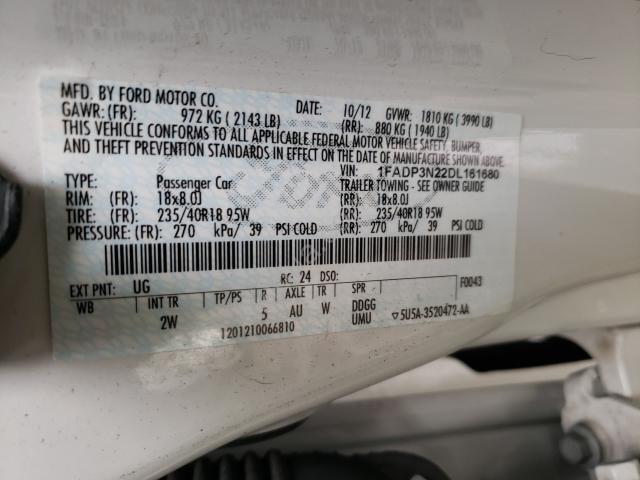 MFD. BY FORD MOTOR CO.
DATE: 10/12 GVWR: 1810 KG ( 3990 LB)
GAWR: (FR): 972 KG ( 2143 LB) (RR): 880 KG ( 1940 LB)
THIS VEHICLE CONFORMS TO ALL APPLICABLE FEDERAL MOTOR VEHICLE SAFETY, BUMPER,
AND THEFT PREVENTION STANDARDS IN EFFECT ON THE DATE OF MANUFACTURE SHOWN ABOVE.
VIN: 1FADP3N22DL161680
TYPE: Passenger Car TRAILER TOWING - SEE OWNER GUIDE
RIM: (FR) 18x8.0J (RR): 18x8.0J
TIRE: (FR) 235/40R18 95W (RR): 235/40R18 95W
PRESSURE: (FR) 270 kPa/ 39 PSI COLD (RR): 270 kPa/ 39 PSI COLD
EXT PNT: UG RC: 24 DSO: F0043
WB INT TR TP/PS R AXLE TR SPR
2W 5 AU W DDGG
1201210066810 UMU ▽5U5A-3520472-AA